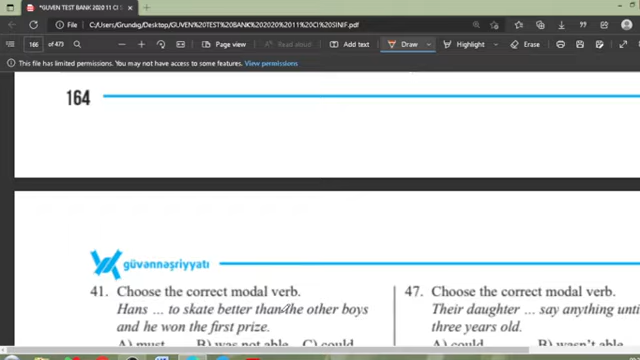 *GUVEN TEST BANK 2020 11 CI S
File
C:/Users/Grundig/Desktop/GUVEN%20TEST%20BANK%202020%2011%20CI%20SINIF.pdf
166 of 473
Page view
Read aloud
Add text
Draw
Highlight
Erase
This file has limited permissions. You may not have access to some features. View permissions
164
güvənnəşriyyatı
41. Choose the correct modal verb.
Hans ... to skate better than the other boys
and he won the first prize.
A) must B) was not able C) could
47. Choose the correct modal verb.
Their daughter ... say anything until
three years old.
A) could B) wasn't able